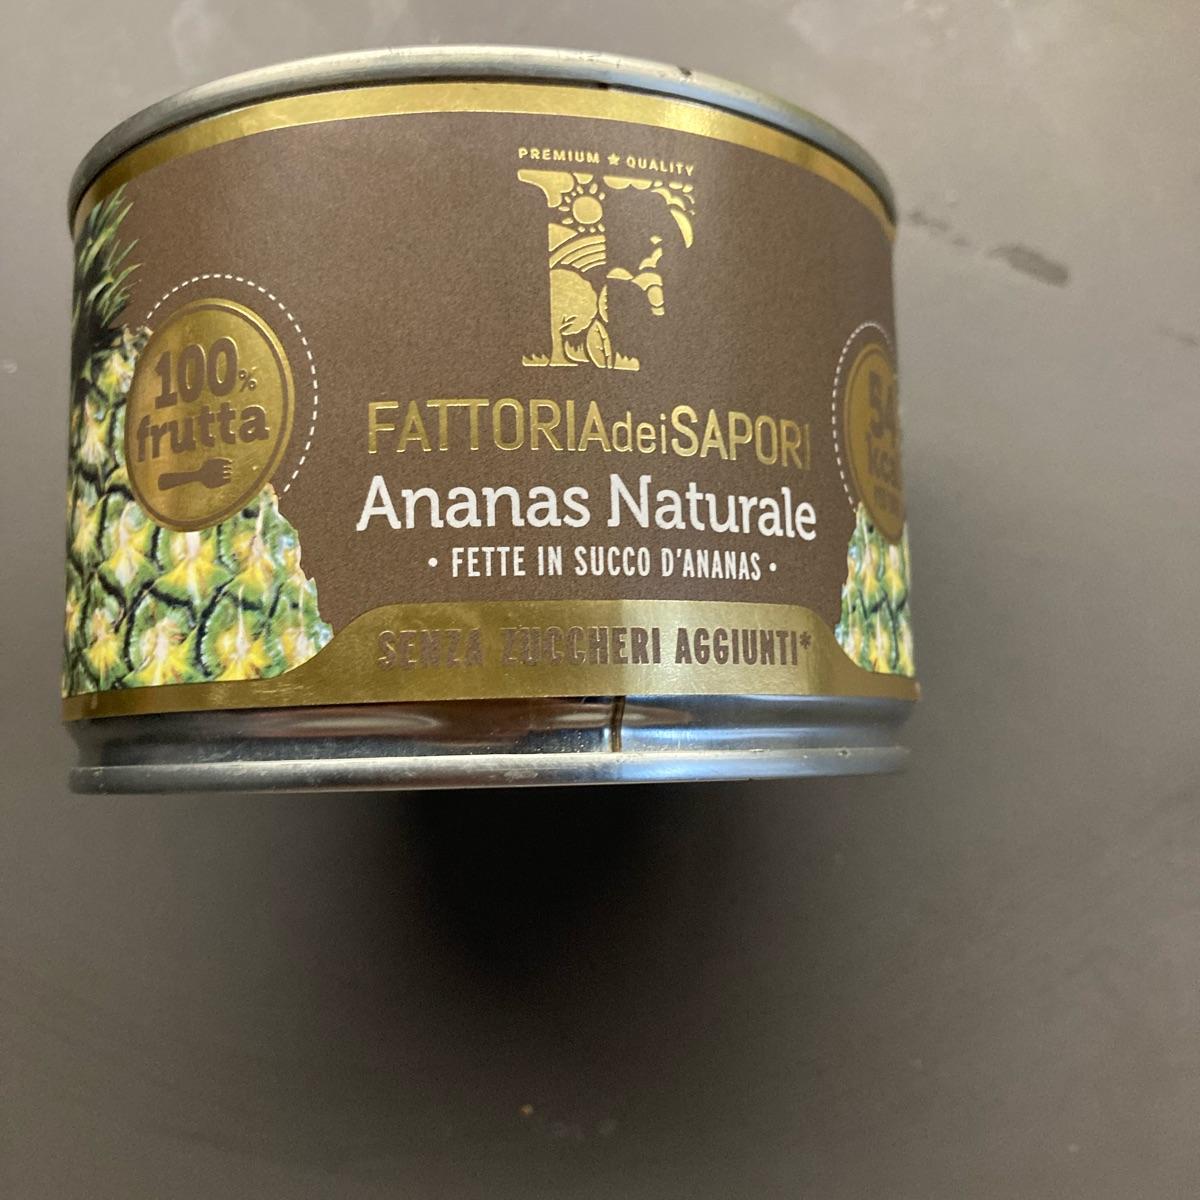 PREMIUM ★ QUALITY
F
FATTORIAdeiSAPORI
Ananas Naturale
• FETTE IN SUCCO D'ANANAS •
SENZA ZUCCHERI AGGIUNTI*
100%
frutta